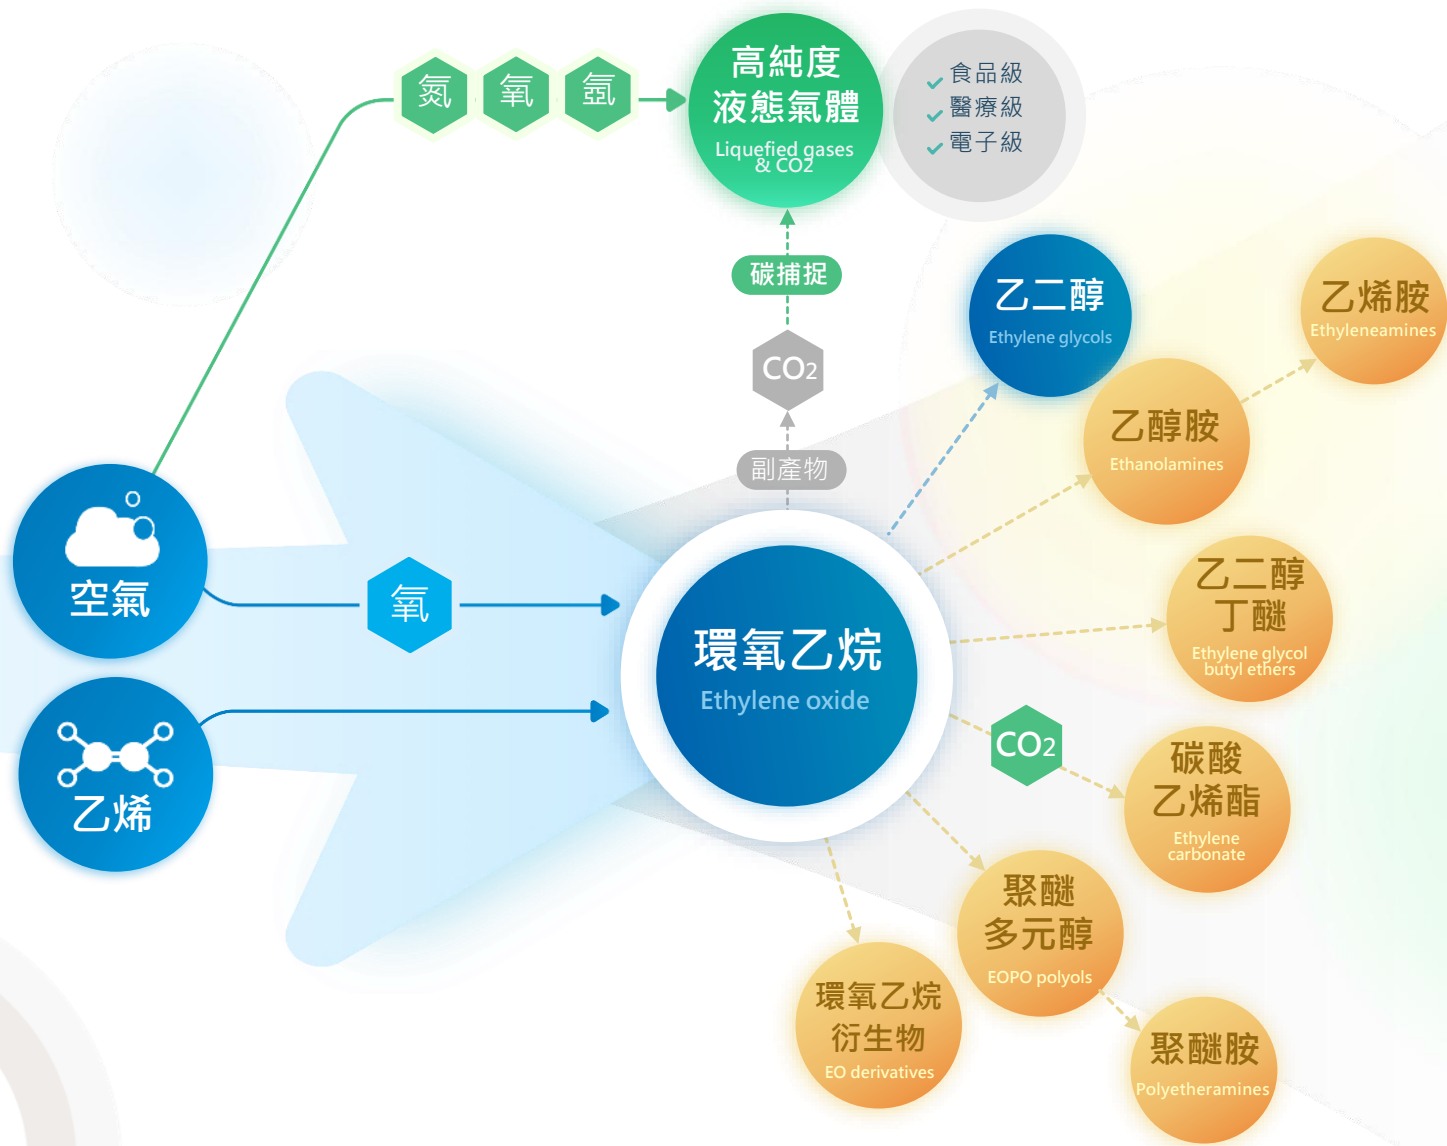 氮
氧
氬
高純度
液態氣體
Liquefied gases
& CO2
食品級
醫療級
電子級
碳捕捉
CO2
副產物
乙二醇
Ethylene glycols
乙烯胺
Ethyleneamines
乙醇胺
Ethanolamines
空氣
氧
乙烯
環氧乙烷
Ethylene oxide
乙二醇
丁醚
Ethylene glycol
butyl ethers
CO2
碳酸
乙烯酯
Ethylene
carbonate
聚醚
多元醇
EOPO polyols
環氧乙烷
衍生物
EO derivatives
聚醚胺
Polyetheramines